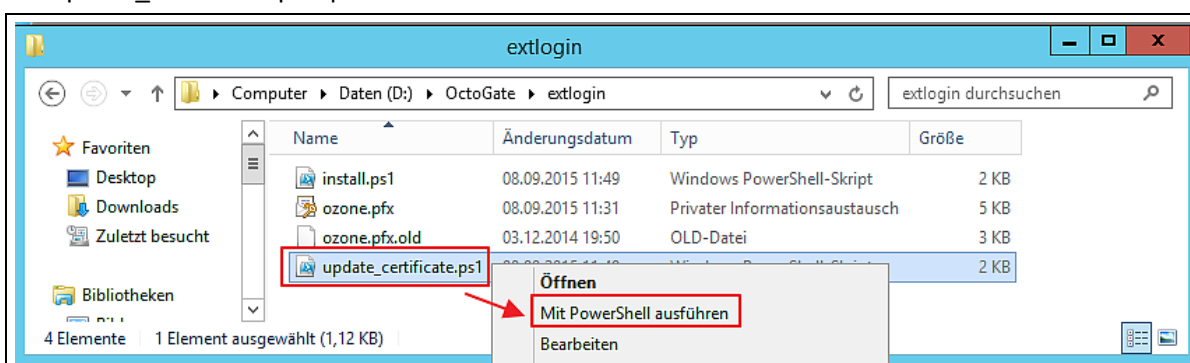 extlogin
Computer Daten (D:) OctoGate extlogin
extlogin durchsuchen
Favoriten
Desktop
Downloads
Zuletzt besucht
Bibliotheken
Name Änderungsdatum Typ Größe
install.ps1 08.09.2015 11:49 Windows PowerShell-Skript 2 KB
ozone.pfx 08.09.2015 11:31 Privater Informationsaustausch 5 KB
ozone.pfx.old 03.12.2014 19:50 OLD-Datei 3 KB
update_certificate.ps1 2 KB
Öffnen
Mit PowerShell ausführen
Bearbeiten
4 Elemente 1 Element ausgewählt (1,12 KB)